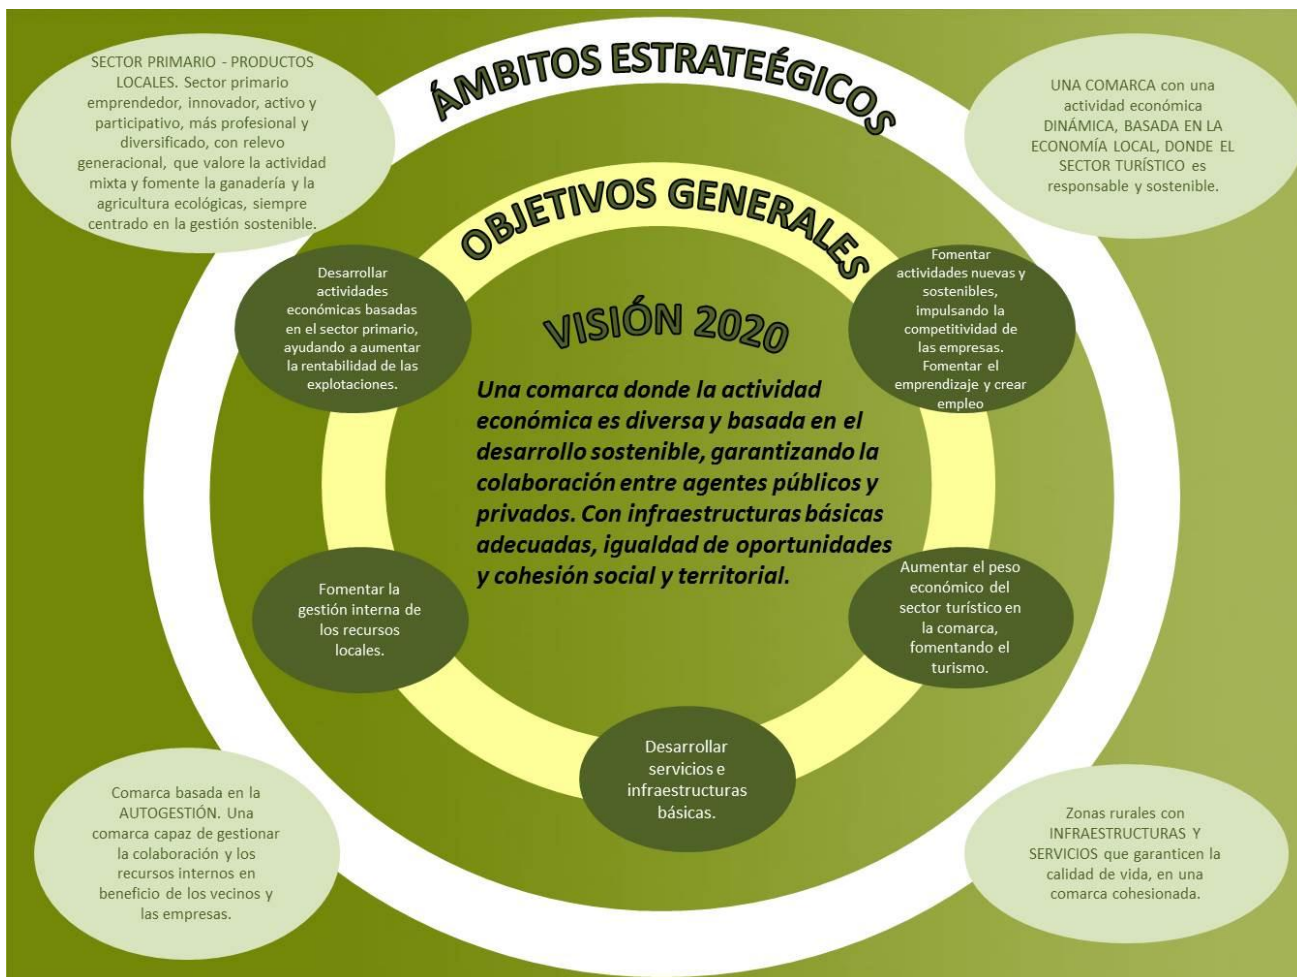 ÁMBITOS ESTRATEÉGICOS
SECTOR PRIMARIO - PRODUCTOS
LOCALES. Sector primario
emprendedor, innovador, activo y
participativo, más profesional y
diversificado, con relevo
generacional, que valore la actividad
mixta y fomente la ganadería y la
agricultura ecológicas, siempre
centrado en la gestión sostenible.
UNA COMARCA con una
actividad económica
DINÁMICA, BASADA EN LA
ECONOMÍA LOCAL, DONDE EL
SECTOR TURÍSTICO es
responsable y sostenible.
OBJETIVOS GENERALES
Desarrollar
actividades
económicas basadas
en el sector primario,
ayudando a aumentar
la rentabilidad de las
explotaciones.
Fomentar
actividades nuevas y
sostenibles,
impulsando la
competitividad de
las empresas.
Fomentar el
emprendizaje y crear
empleo
VISIÓN 2020
Una comarca donde la actividad
económica es diversa y basada en el
desarrollo sostenible, garantizando la
colaboración entre agentes públicos y
privados. Con infraestructuras básicas
adecuadas, igualdad de oportunidades
y cohesión social y territorial.
Fomentar la
gestión interna de
los recursos
locales.
Aumentar el peso
económico del
sector turístico en
la comarca,
fomentando el
turismo.
Desarrollar
servicios e
infraestructuras
básicas.
Comarca basada en la
AUTOGESTIÓN. Una
comarca capaz de gestionar
la colaboración y los
recursos internos en
beneficio de los vecinos y
las empresas.
Zonas rurales con
INFRAESTRUCTURAS Y
SERVICIOS que garanticen la
calidad de vida, en una
comarca cohesionada.